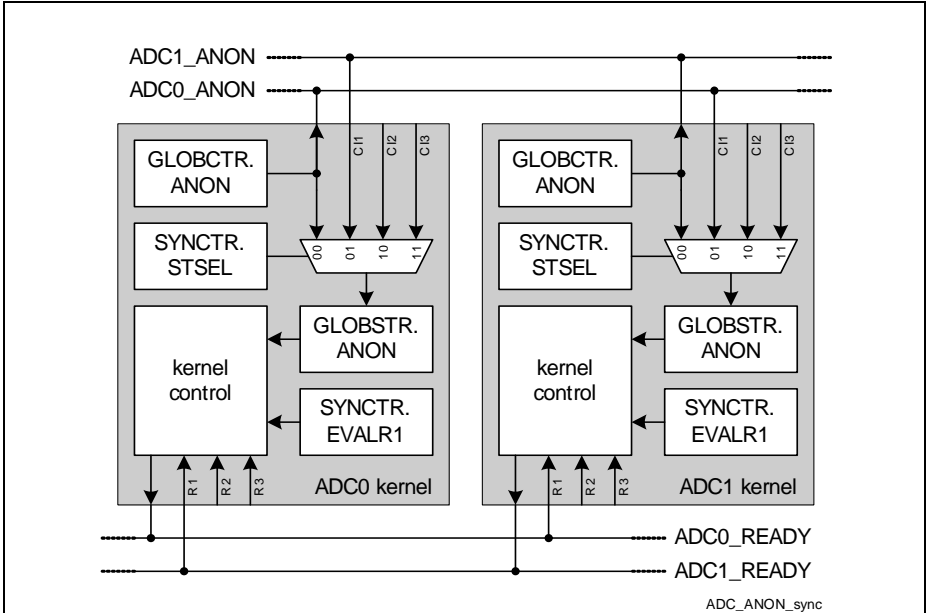 ADC1_ANON
ADC0_ANON
GLOBCTR.
ANON
CI1
CI2
CI3
SYNCTR.
STSEL
00
01
10
11
kernel
control
GLOBSTR.
ANON
SYNCTR.
EVALR1
R1
R2
R3
ADC0 kernel
GLOBCTR.
ANON
CI1
CI2
CI3
SYNCTR.
STSEL
00
01
10
11
kernel
control
GLOBSTR.
ANON
SYNCTR.
EVALR1
R1
R2
R3
ADC1 kernel
ADC0_READY
ADC1_READY
ADC_ANON_sync